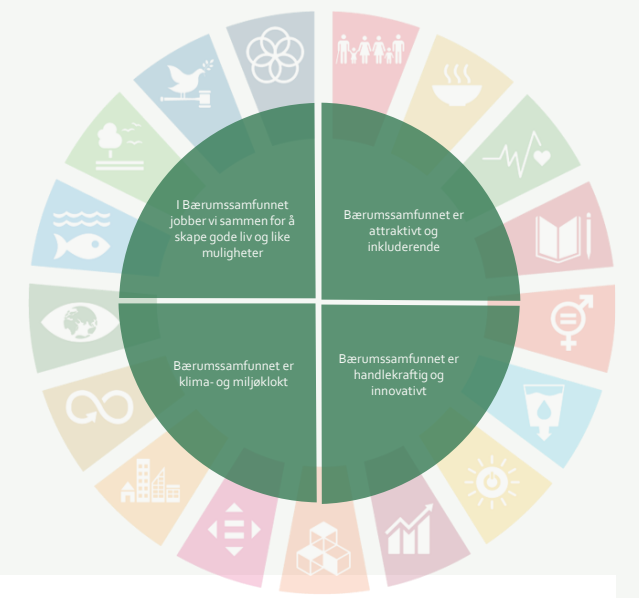 I Bærumssamfunnet
jobber vi sammen for å
skape gode liv og like
muligheter
Bærumssamfunnet er
attraktivt og
inkluderende
Bærumssamfunnet er
klima- og miljøklokt
Bærumssamfunnet er
handlekraftig og
innovativt